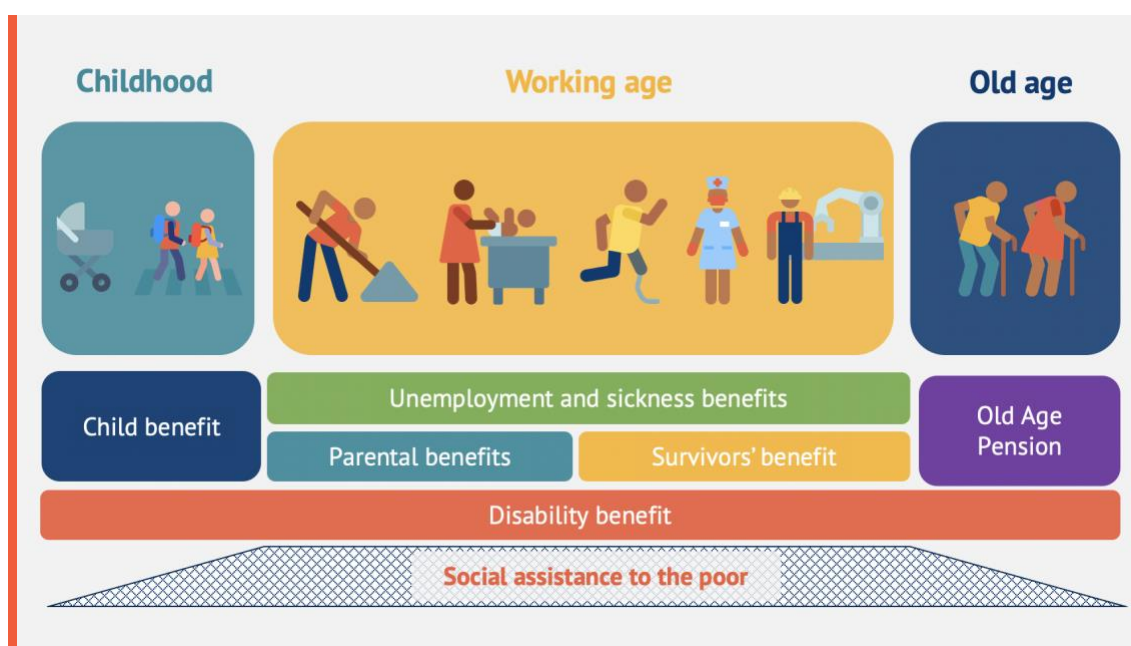 Childhood
Working age
Old age
Child benefit
Unemployment and sickness benefits
Parental benefits
Survivors’ benefit
Old Age
Pension
Disability benefit
Social assistance to the poor